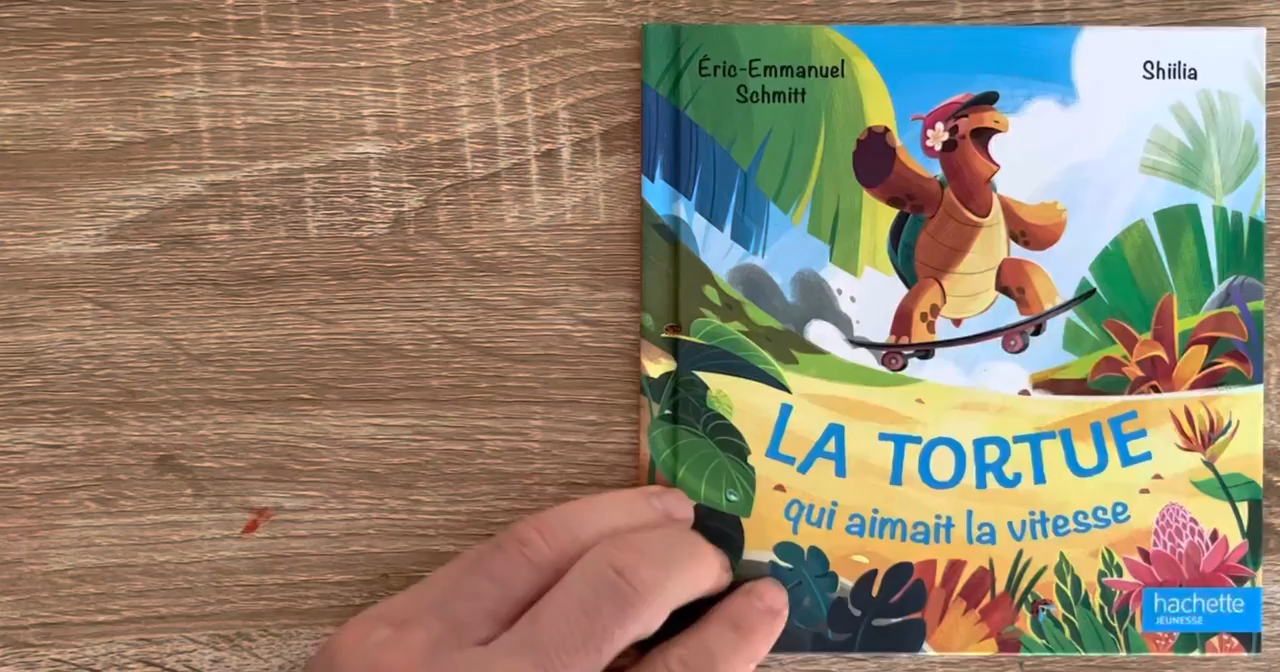 Éric-Emmanuel
Schmitt
Shiilia
LA TORTUE
qui aimait la vitesse
hachette
JEUNESSE